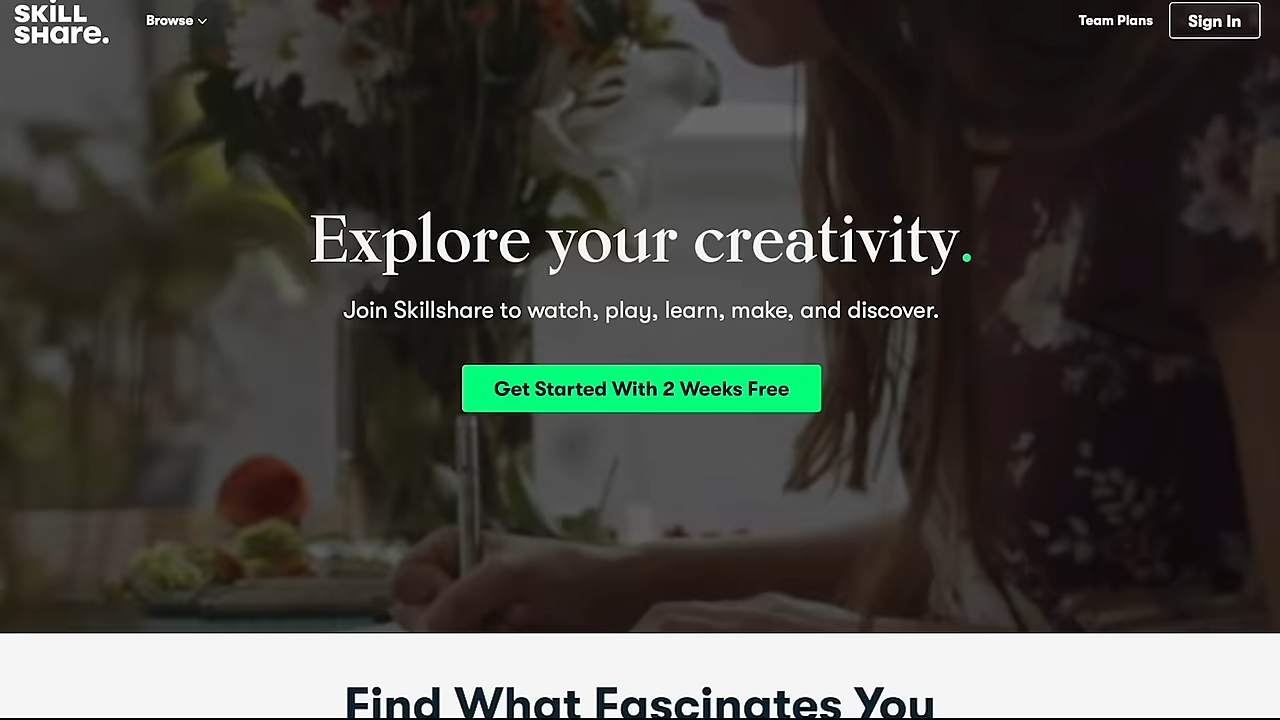 SKiLL
SHare.
Browse
Team Plans
Sign In
Explore your creativity.
Join Skillshare to watch, play, learn, make, and discover.
Get Started With 2 Weeks Free
Find What Fascinates You